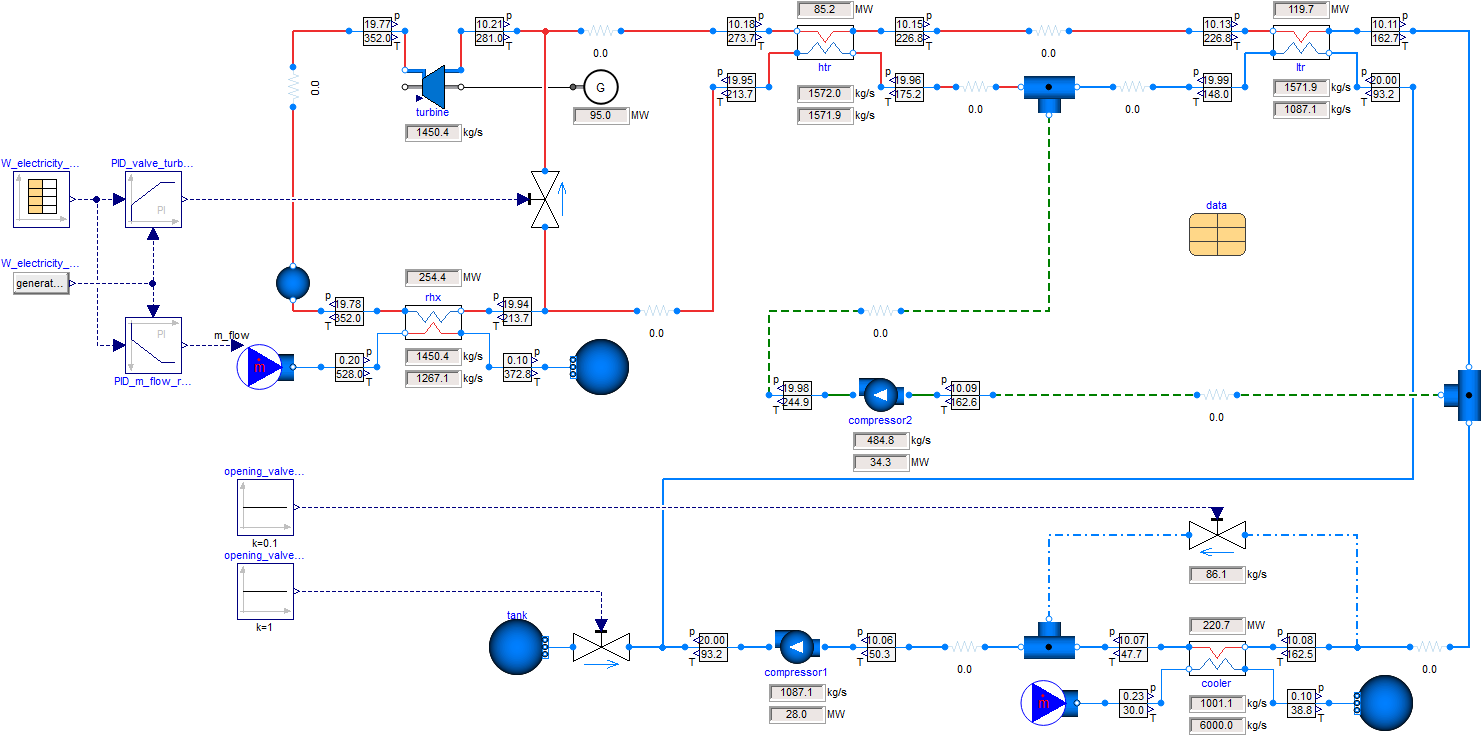 19.77
p
352.0
T
10.21
p
281.0
T
0.0
10.18
p
273.7
T
85.2 MW
htr
10.15
p
226.8
T
0.0
10.13
p
226.8
T
119.7 MW
ltr
10.11
p
162.7
T
0.0
turbine
1450.4 kg/s
G
95.0 MW
p
19.95
T
213.7
1572.0 kg/s
1571.9 kg/s
p
19.96
T
175.2
0.0
0.0
p
19.99
T
148.0
1571.9 kg/s
1087.1 kg/s
p
20.00
T
93.2
W_electricity_...
PID_valve_turb...
PI
W_electricity_...
generat...
PI
PID_m_flow_r...
m_flow
data
254.4 MW
rhx
p
19.78
T
352.0
p
19.94
T
213.7
0.0
0.0
1450.4 kg/s
1267.1 kg/s
ṁ
0.20
p
528.0
T
0.10
p
372.8
T
p
19.98
T
244.9
compressor2
484.8 kg/s
34.3 MW
p
10.09
T
162.6
0.0
opening_valve...
k=0.1
opening_valve...
k=1
86.1 kg/s
tank
p
20.00
T
93.2
compressor1
1087.1 kg/s
28.0 MW
p
10.06
T
50.3
0.0
p
10.07
T
47.7
220.7 MW
cooler
1001.1 kg/s
6000.0 kg/s
p
10.08
T
162.5
0.0
ṁ
0.23
p
30.0
T
0.10
p
38.8
T